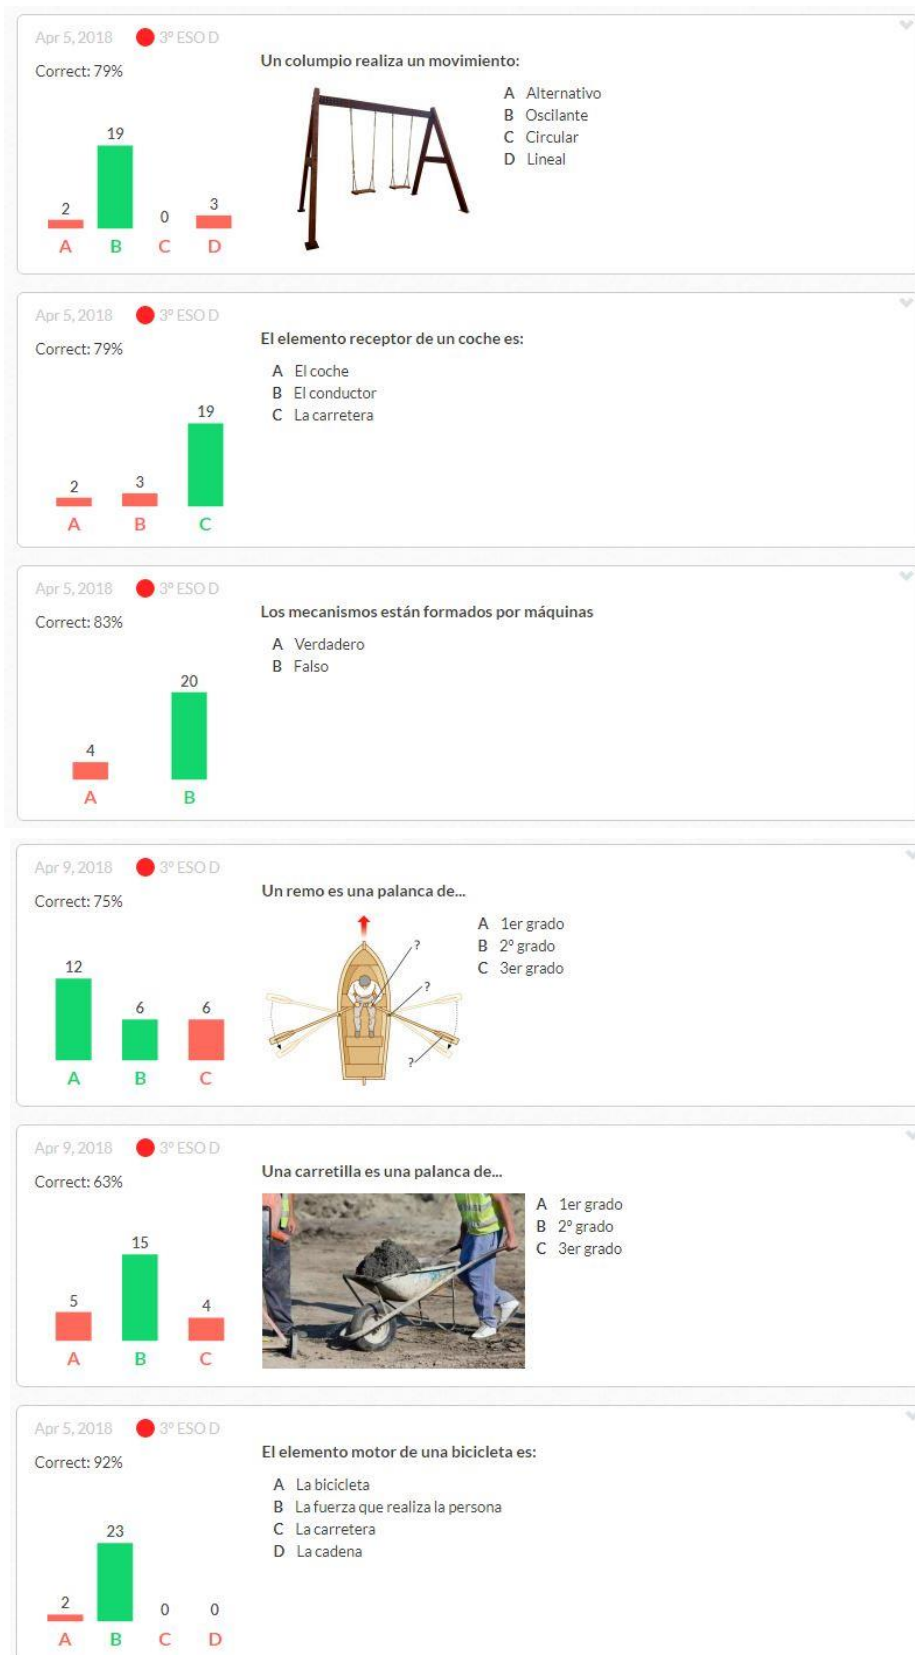 Apr 5, 2018 3º ESO D
Correct: 79%
19
2
0
3
A B C D
Un columpio realiza un movimiento:
A Alternativo
B Oscilante
C Circular
D Lineal
Apr 5, 2018 3º ESO D
Correct: 79%
19
2
3
A B C
El elemento receptor de un coche es:
A El coche
B El conductor
C La carretera
Apr 5, 2018 3º ESO D
Correct: 83%
20
4
A B
Los mecanismos están formados por máquinas
A Verdadero
B Falso
Apr 9, 2018 3º ESO D
Correct: 75%
12
6
6
A B C
Un remo es una palanca de...
?
?
?
A 1er grado
B 2º grado
C 3er grado
Apr 9, 2018 3º ESO D
Correct: 63%
15
5
4
A B C
Una carretilla es una palanca de...
A 1er grado
B 2º grado
C 3er grado
Apr 5, 2018 3º ESO D
Correct: 92%
23
2
0
0
A B C D
El elemento motor de una bicicleta es:
A La bicicleta
B La fuerza que realiza la persona
C La carretera
D La cadena